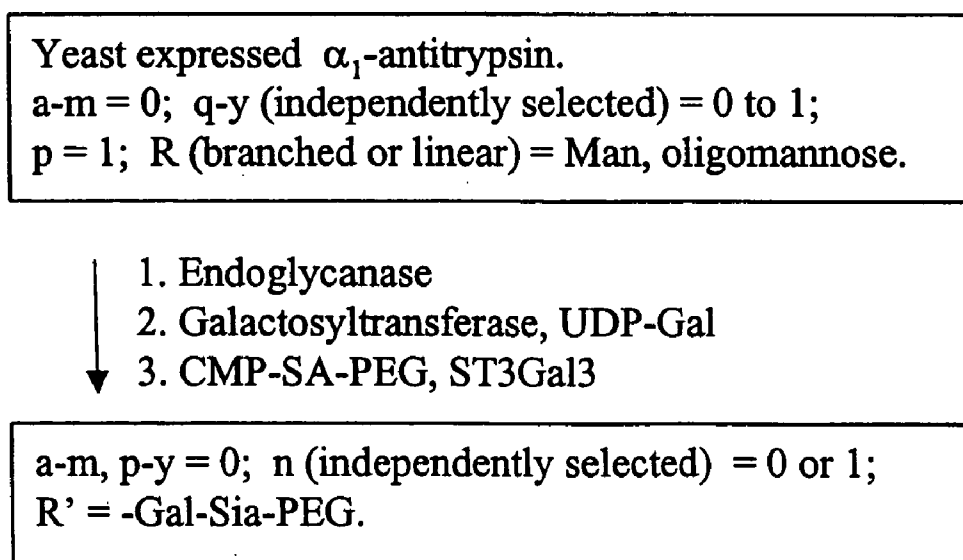 Yeast expressed α₁-antitrypsin.
a-m = 0; q-y (independently selected) = 0 to 1;
p = 1; R (branched or linear) = Man, oligomannose.
1. Endoglycanase
2. Galactosyltransferase, UDP-Gal
3. CMP-SA-PEG, ST3Gal3
a-m, p-y = 0; n (independently selected) = 0 or 1;
R’ = -Gal-Sia-PEG.